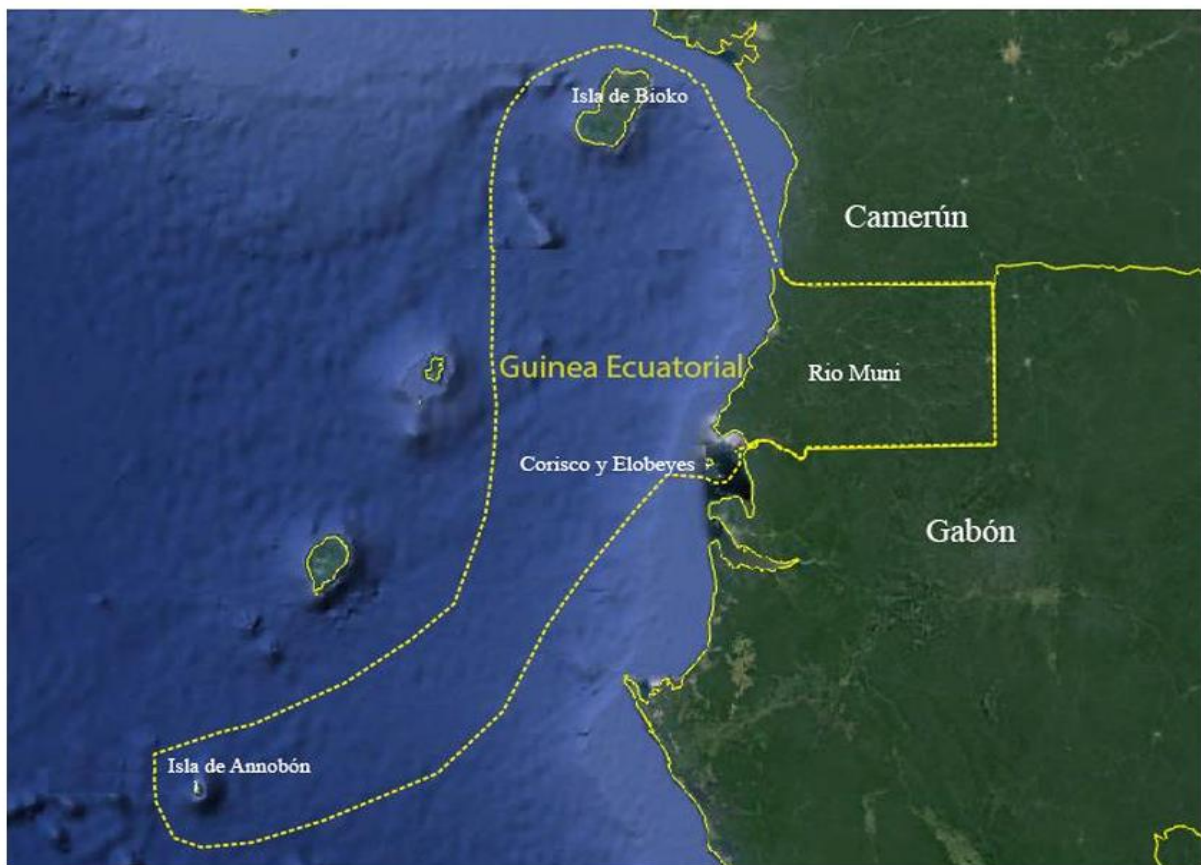 Isla de Bioko
Camerún
Guinea Ecuatorial
Rio Muni
Corisco y Elobeyes
Gabón
Isla de Annobón